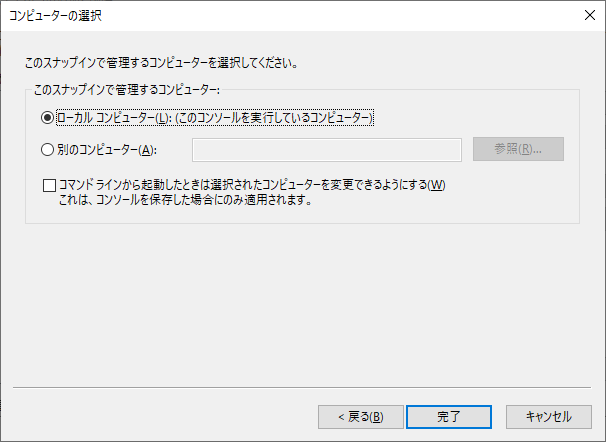 コンピューターの選択
このスナップインで管理するコンピューターを選択してください。
このスナップインで管理するコンピューター:
ローカル コンピューター(L): (このコンソールを実行しているコンピューター)
別のコンピューター(A):
参照(R)...
コマンド ラインから起動したときは選択されたコンピューターを変更できるようにする(W)
これは、コンソールを保存した場合にのみ適用されます。
< 戻る(B)
完了
キャンセル